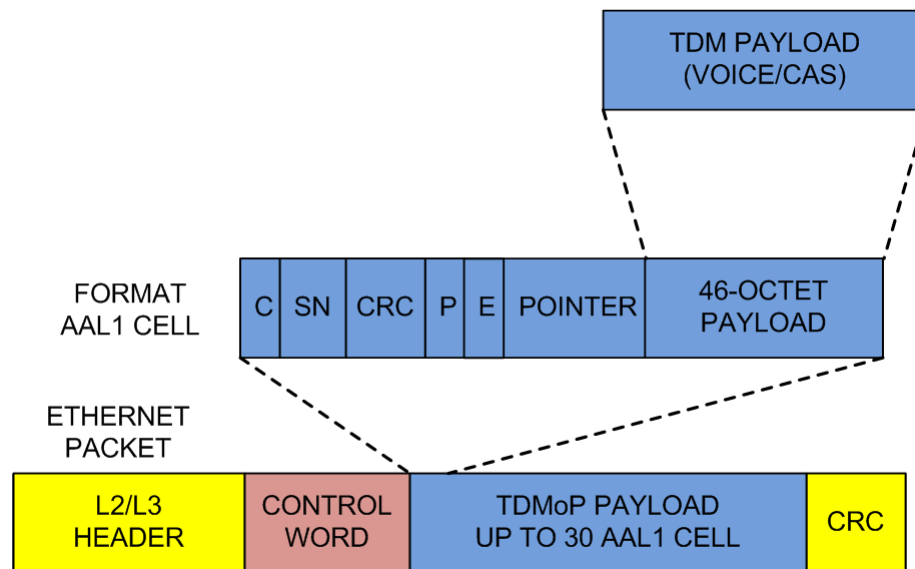 TDM PAYLOAD
(VOICE/CAS)
FORMAT
AAL1 CELL
C
SN
CRC
P
E
POINTER
46-OCTET
PAYLOAD
ETHERNET
PACKET
L2/L3
HEADER
CONTROL
WORD
TDMoP PAYLOAD
UP TO 30 AAL1 CELL
CRC